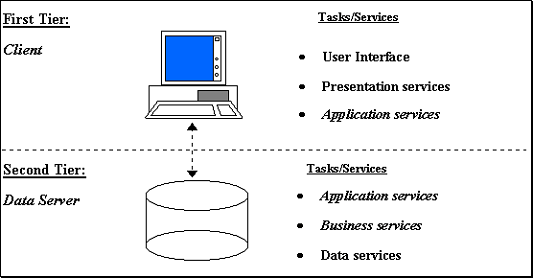 First Tier:
Client
Tasks/Services
• User Interface
• Presentation services
• Application services
Second Tier:
Data Server
Tasks/Services
• Application services
• Business services
• Data services